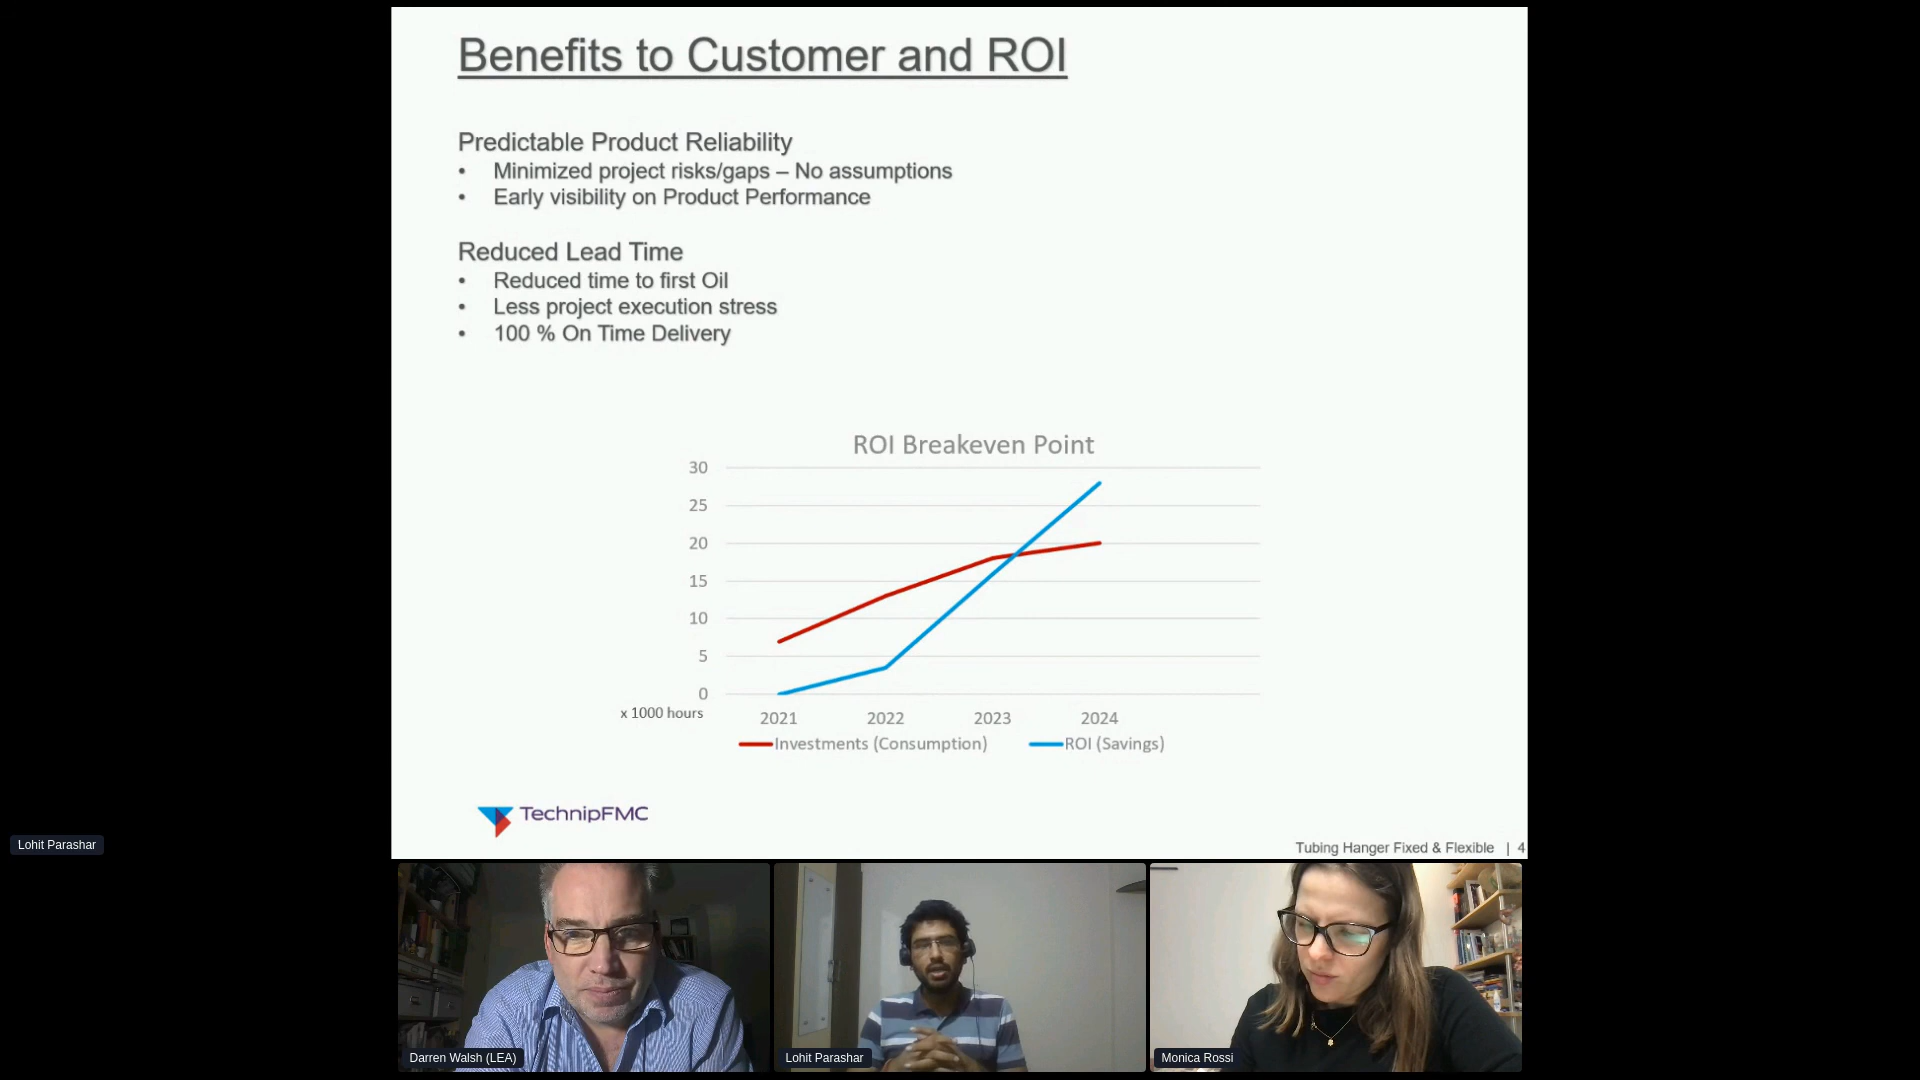 Benefits to Customer and ROI
Predictable Product Reliability
• Minimized project risks/gaps – No assumptions
• Early visibility on Product Performance
Reduced Lead Time
• Reduced time to first Oil
• Less project execution stress
• 100 % On Time Delivery
ROI Breakeven Point
30
25
20
15
10
5
0
x 1000 hours
2021 2022 2023 2024
Investments (Consumption) ROI (Savings)
TechnipFMC
Tubing Hanger Fixed & Flexible | 4
Lohit Parashar
Darren Walsh (LEA)
Lohit Parashar
Monica Rossi